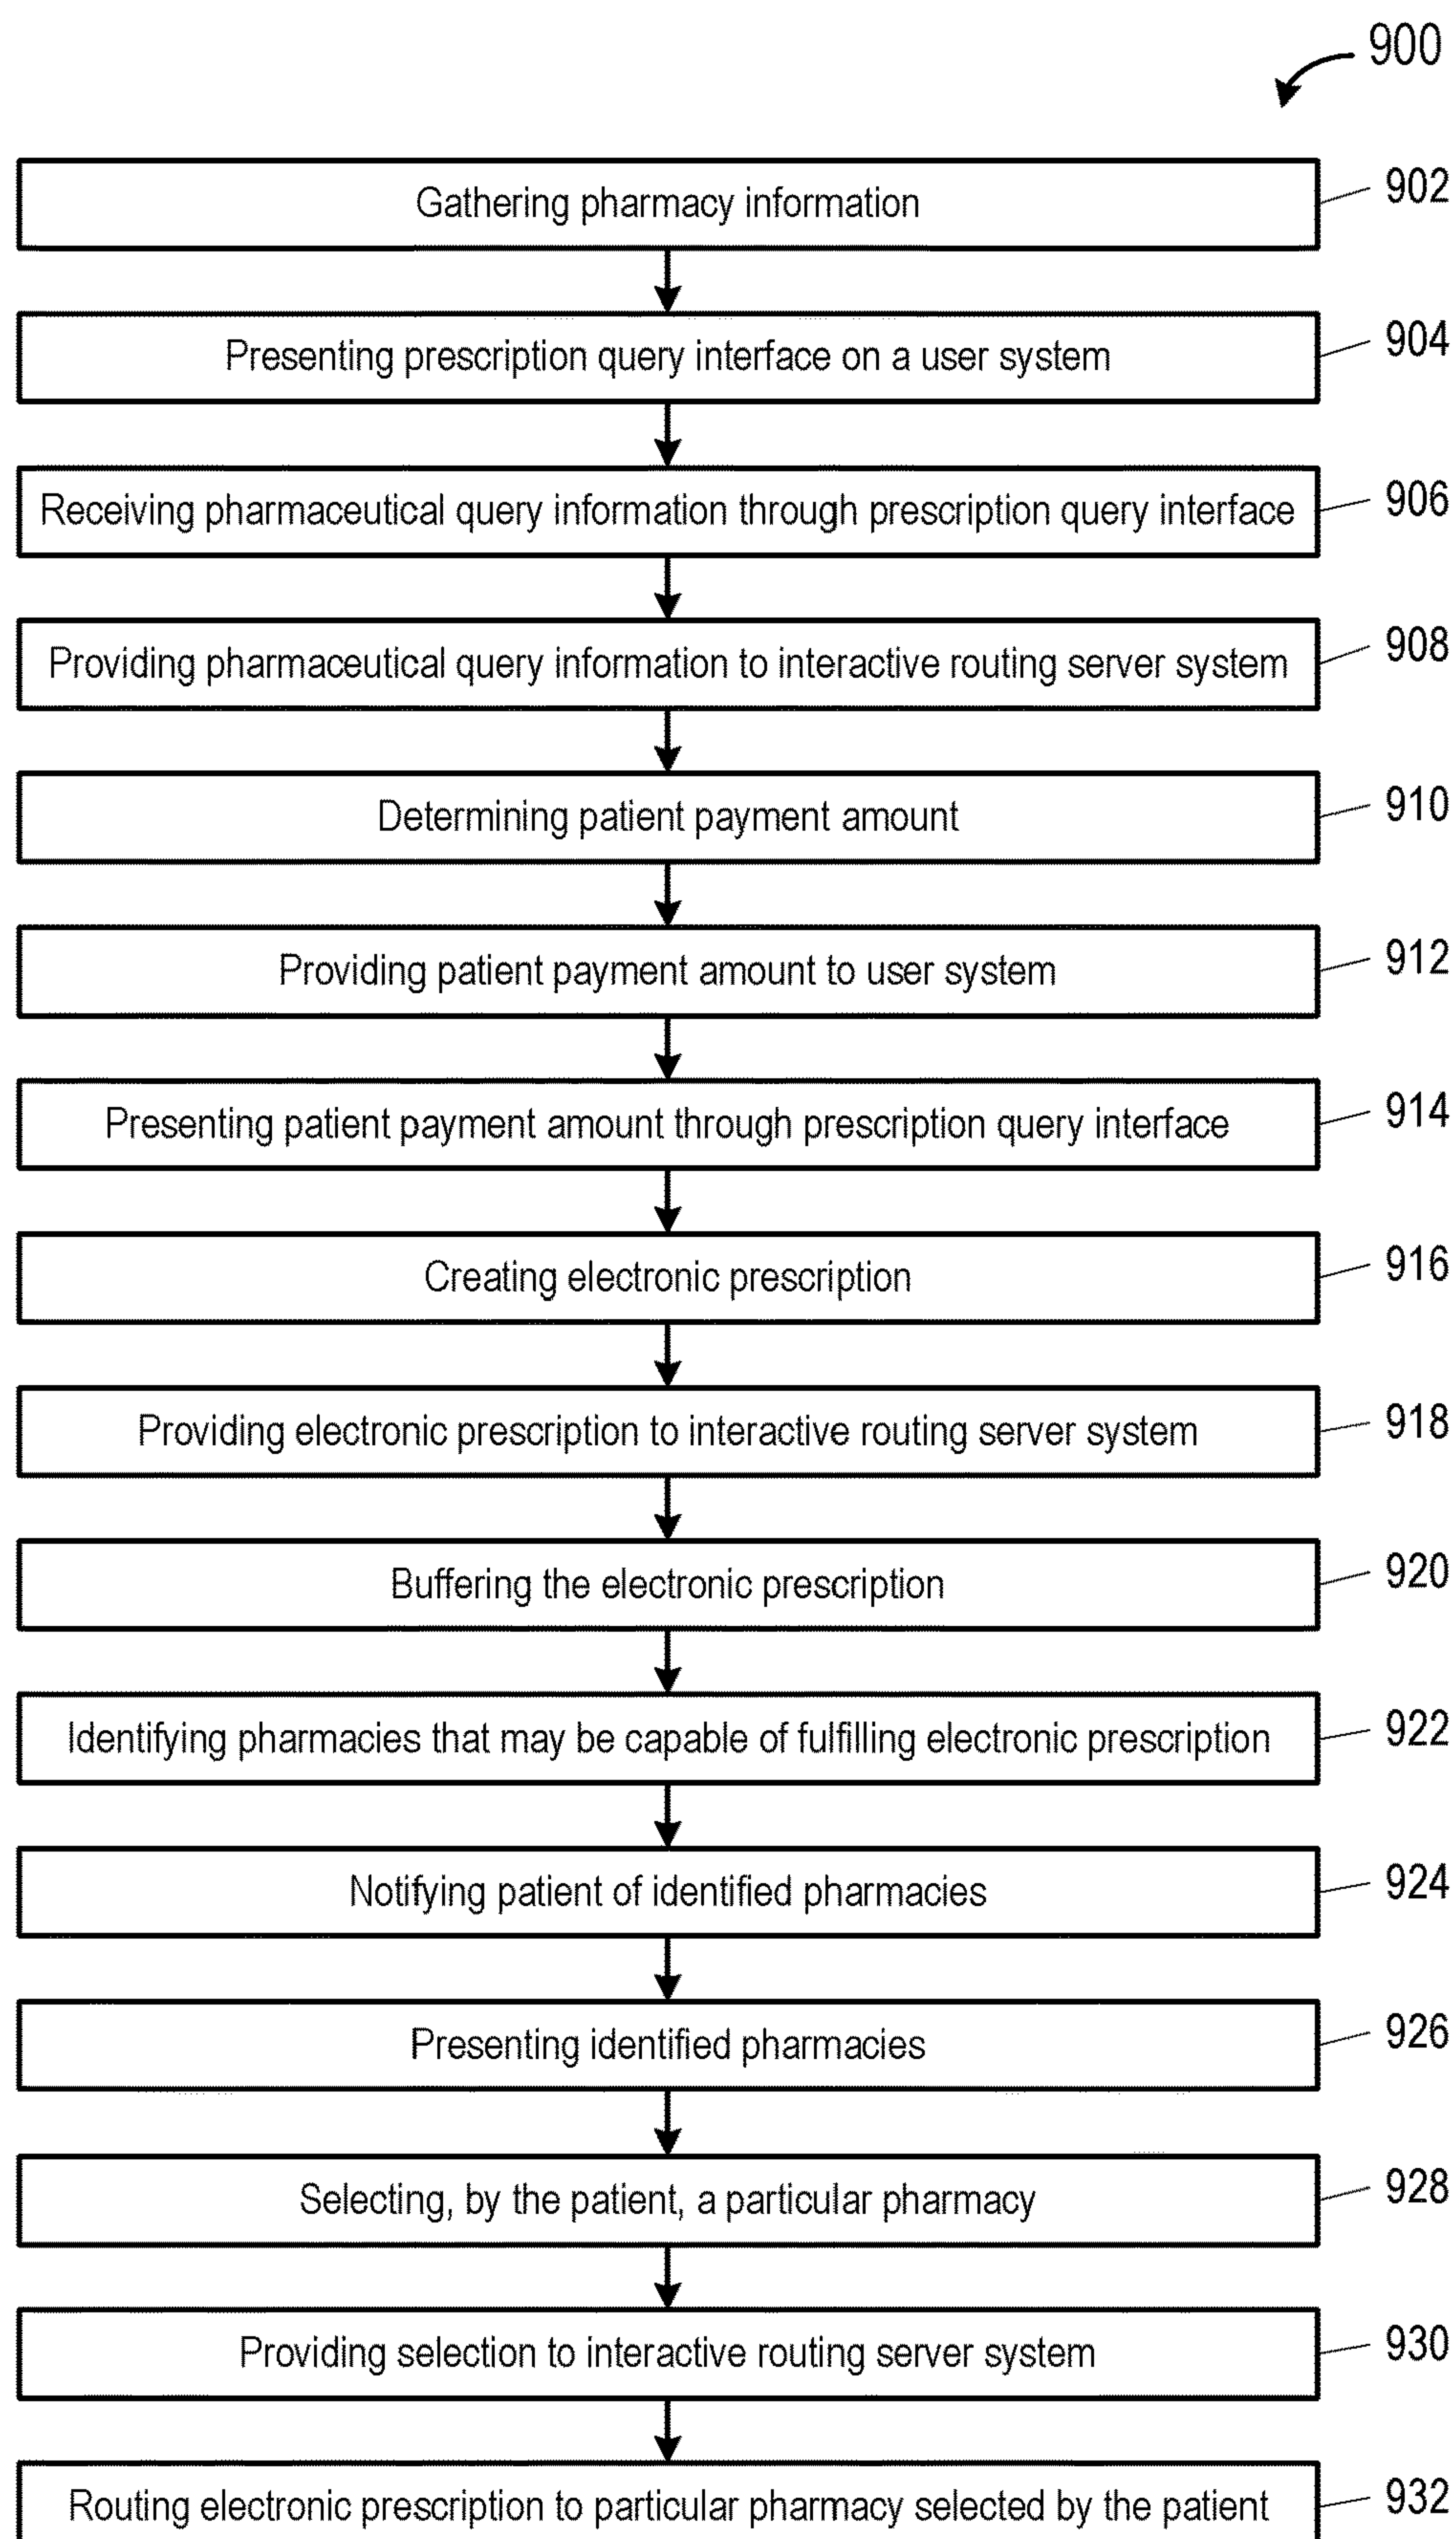 900
Gathering pharmacy information 902
Presenting prescription query interface on a user system 904
Receiving pharmaceutical query information through prescription query interface 906
Providing pharmaceutical query information to interactive routing server system 908
Determining patient payment amount 910
Providing patient payment amount to user system 912
Presenting patient payment amount through prescription query interface 914
Creating electronic prescription 916
Providing electronic prescription to interactive routing server system 918
Buffering the electronic prescription 920
Identifying pharmacies that may be capable of fulfilling electronic prescription 922
Notifying patient of identified pharmacies 924
Presenting identified pharmacies 926
Selecting, by the patient, a particular pharmacy 928
Providing selection to interactive routing server system 930
Routing electronic prescription to particular pharmacy selected by the patient 932